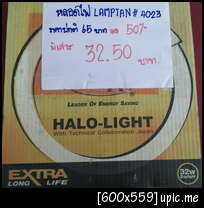 หลอดไฟ LAMPTAN # 4023
ราคาปกติ 65 บาท ลด 50%
พิเศษ 32.50 บาท.
LEADER OF ENERGY SAVING
HALO-LIGHT
With Technical Collaboration Japan
EXTRA
LONG LIFE
32w
[600x559] upic.me